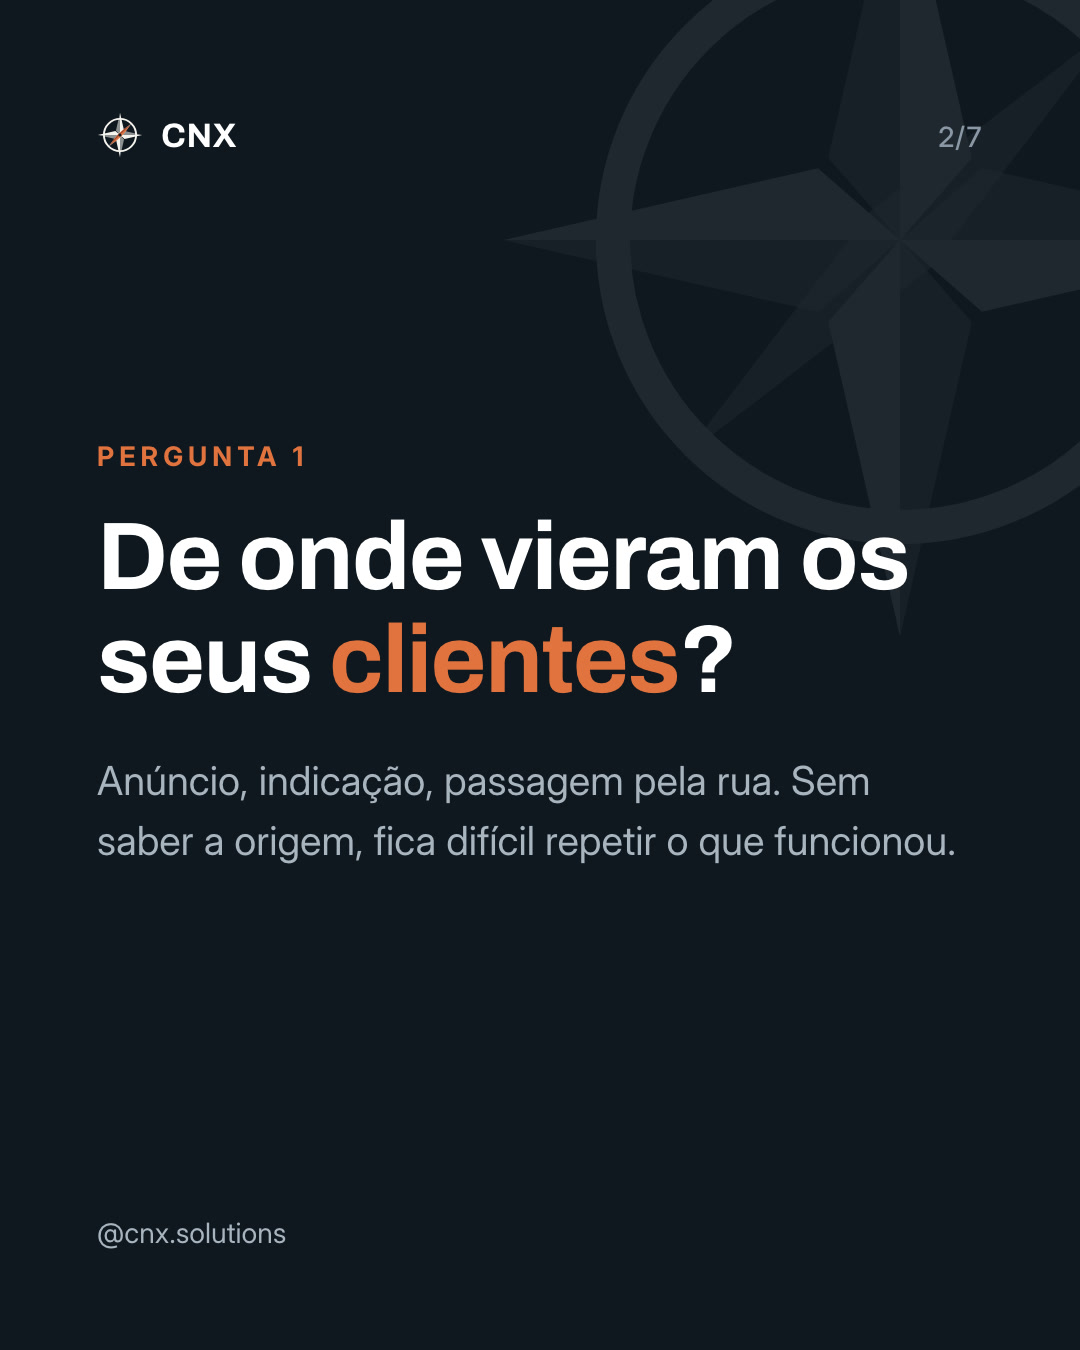 CNX
2/7
PERGUNTA 1
De onde vieram os
seus clientes?
Anúncio, indicação, passagem pela rua. Sem
saber a origem, fica difícil repetir o que funcionou.
@cnx.solutions